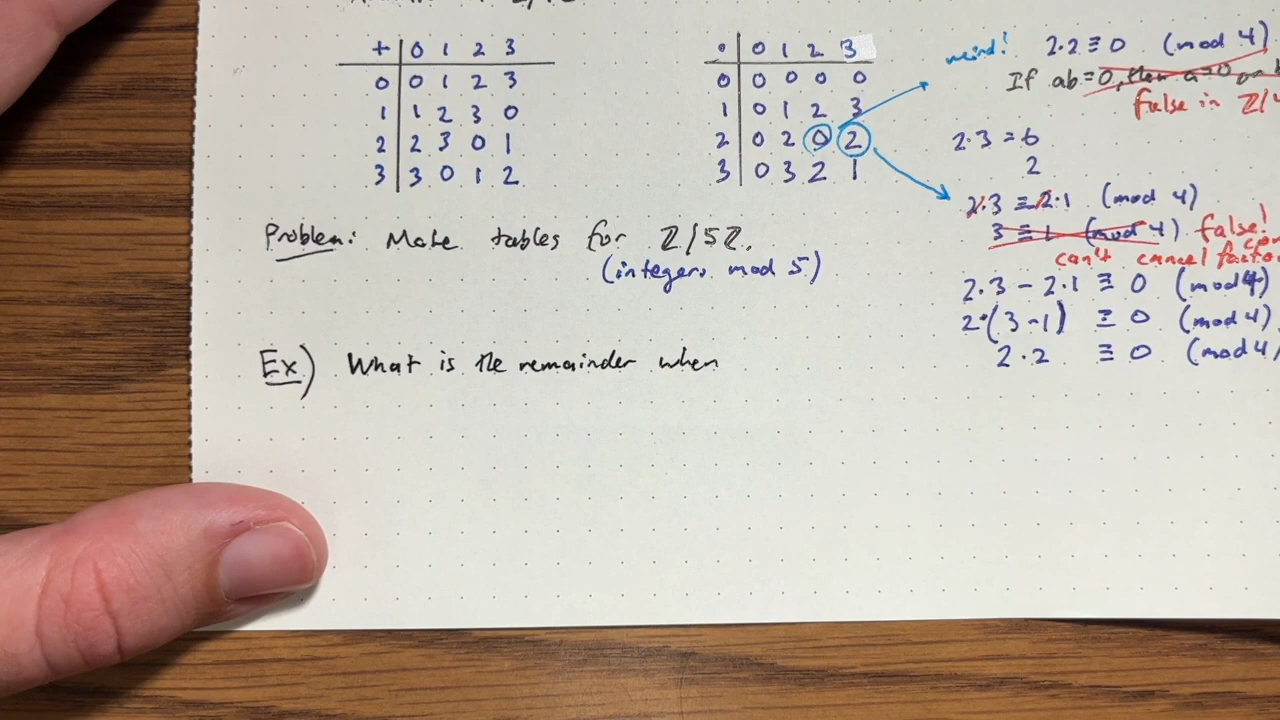 + 0 1 2 3
0 0 1 2 3
1 1 2 3 0
2 2 3 0 1
3 3 0 1 2
· 0 1 2 3
0 0 0 0 0
1 0 1 2 3
2 0 2 0 2
3 0 3 2 1
weird!
2·2 ≡ 0 (mod 4)
If ab=0, then a=0 or
false in Z/4
2·3 = 6
2
2·3 ≡ 2·1 (mod 4)
3 ≡ 1 (mod 4) false!
can't cancel
2·3 - 2·1 ≡ 0 (mod 4)
2·(3-1) ≡ 0 (mod 4)
2·2 ≡ 0 (mod 4)
Problem: Make tables for Z/5Z.
(integers mod 5)
Ex) What is the remainder when